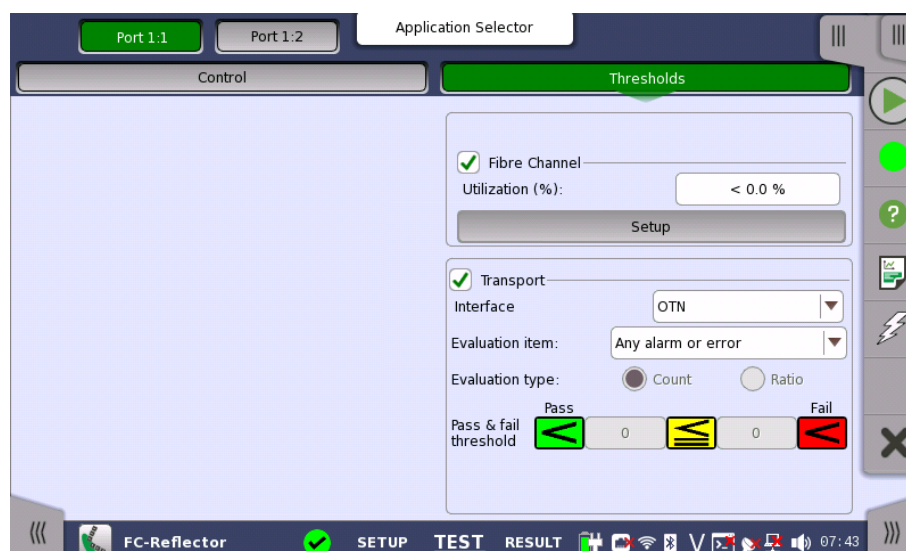 Port 1:1 Port 1:2 Application Selector
Control Thresholds
Fibre Channel
Utilization (%): < 0.0 %
Setup
Transport
Interface OTN
Evaluation item: Any alarm or error
Evaluation type: Count Ratio
Pass Fail
Pass & fail
threshold < 0 ≤ 0 <
FC-Reflector SETUP TEST RESULT 07:43